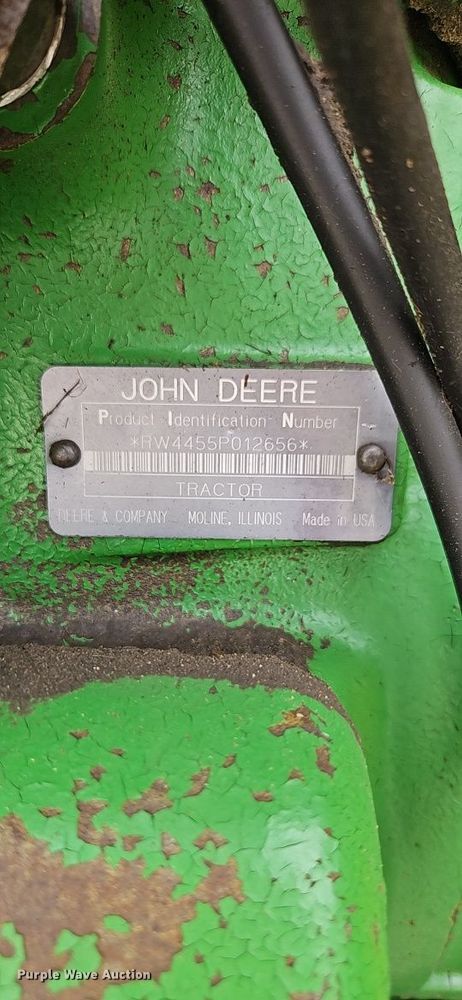 JOHN DEERE
Product Identification Number
*RW4455P012656*
TRACTOR
DEERE & COMPANY MOLINE, ILLINOIS Made in USA
Purple Wave Auction